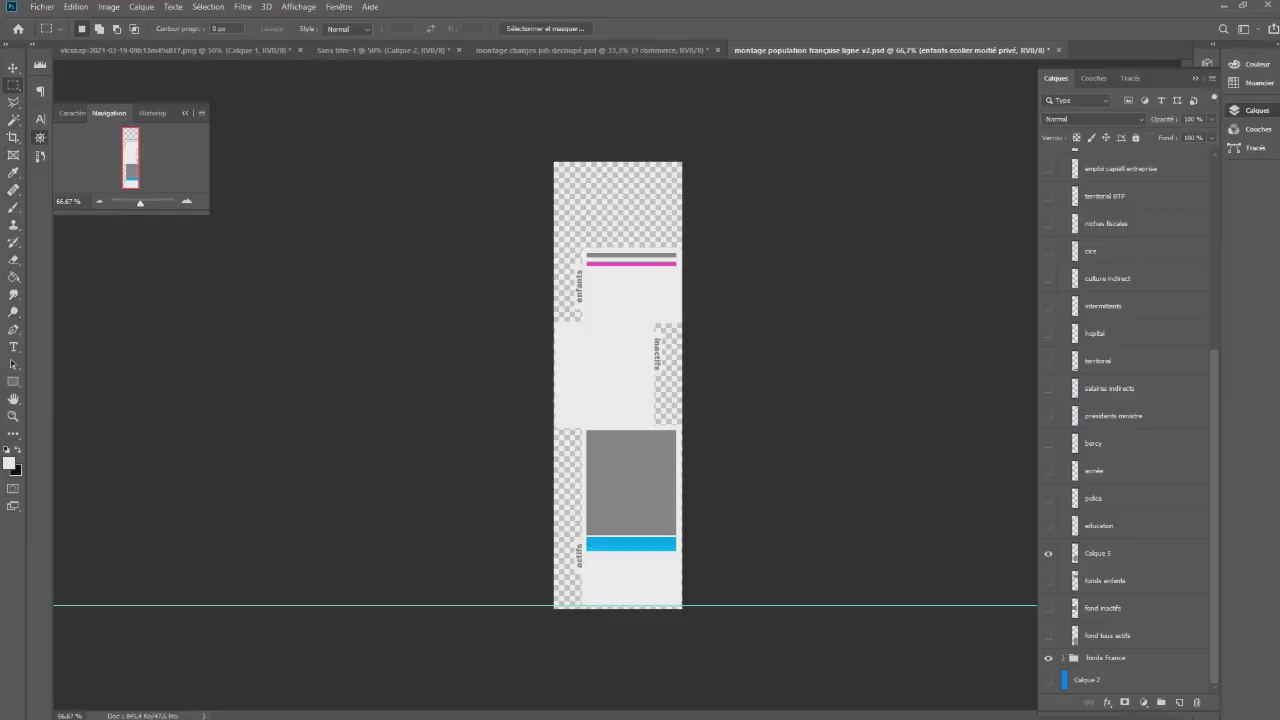 Fichier Edition Image Calque Texte Sélection Filtre 3D Affichage Fenêtre Aide
Contour progr. : 0 px Lissage Style : Normal L. : H. : Sélectionner et masquer...
vlcsnap-2021-03-19-09h13m49s817.png @ 50% (Calque 1, RVB/8) * × Sans titre-1 @ 50% (Calque 2, RVB/8) * × montage charges pib decoupé.psd @ 33,3% (9 commerce, RVB/8) * × montage population française ligne v2.psd @ 66,7% (enfants ecolier moitié privé, RVB/8) * ×
Couleur
Nuancier
Calques
Couches
Tracés
Caractèr Navigation Historiq
66.67 %
Calques Couches Tracés
Type
Normal Opacité : 100 %
Verrou : Fond : 100 %
emploi capiatl entreprise
territorial BTP
niches fiscales
cice
culture indirect
intermittents
hopital
territorial
salaires indirects
presidents ministre
bercy
armée
police
education
Calque 5
fonds enfants
fond inactifs
fond tous actifs
fonds France
Calque 2
enfants
inactifs
actifs
66,67 % Doc : 845,4 Ko/47,6 Mo